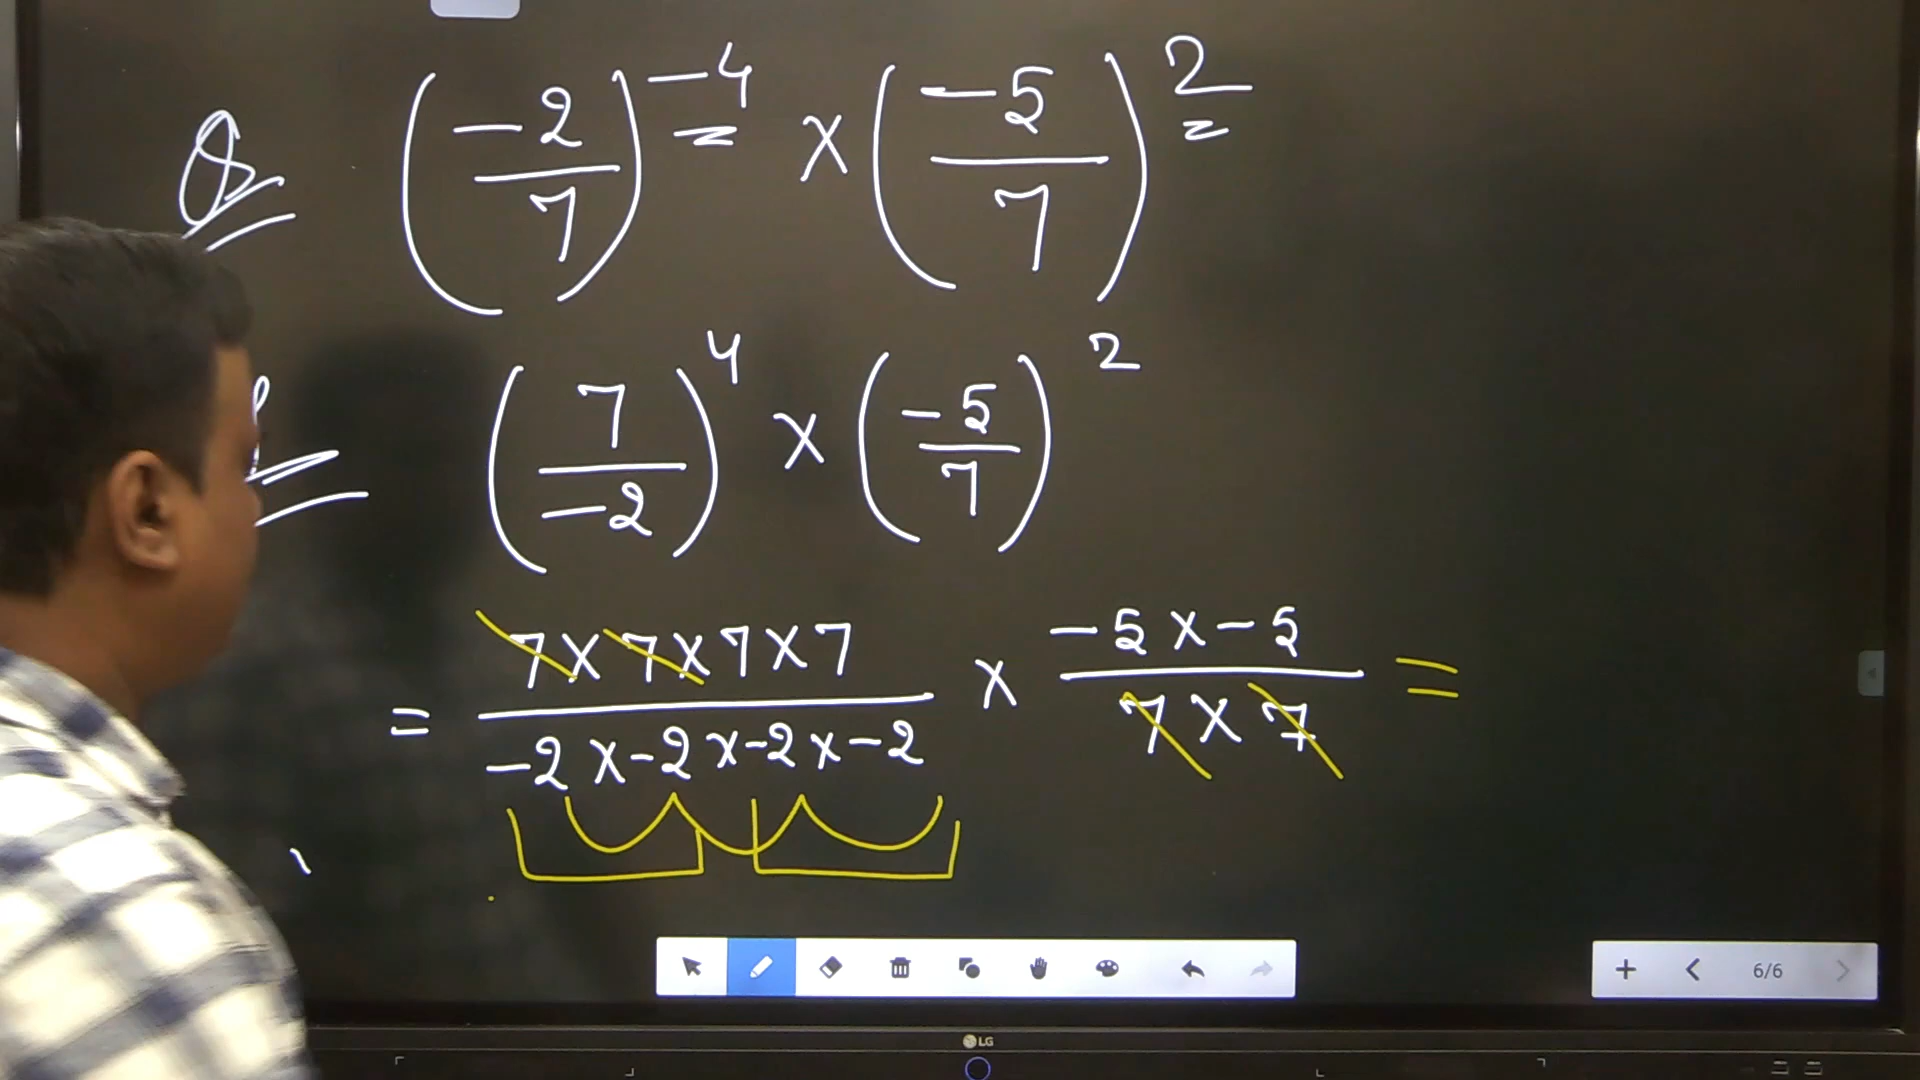 Q (-2/7)^-4 × (-5/7)^2
(7/-2)^4 × (-5/7)^2
= 7×7×7×7/-2×-2×-2×-2 × -5×-5/7×7 =
6/6
LG